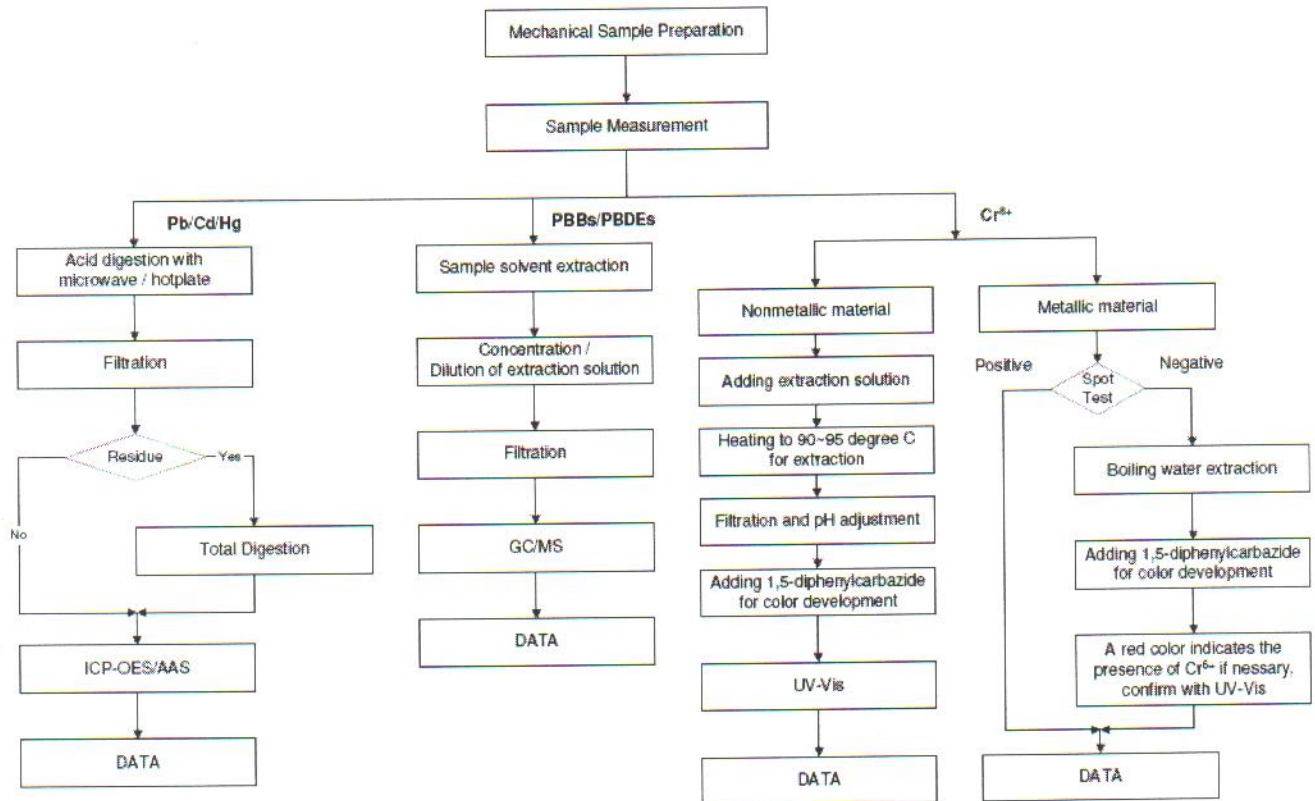 Mechanical Sample Preparation
Sample Measurement
Pb/Cd/Hg
Acid digestion with
microwave / hotplate
Filtration
Residue
Yes
No
Total Digestion
ICP-OES/AAS
DATA
PBBs/PBDEs
Sample solvent extraction
Concentration /
Dilution of extraction solution
Filtration
GC/MS
DATA
Cr⁶⁺
Nonmetallic material
Adding extraction solution
Heating to 90~95 degree C
for extraction
Filtration and pH adjustment
Adding 1,5-diphenylcarbazide
for color development
UV-Vis
DATA
Metallic material
Positive
Negative
Spot
Test
Boiling water extraction
Adding 1,5-diphenylcarbazide
for color development
A red color indicates the
presence of Cr⁶⁺ if nessary,
confirm with UV-Vis
DATA